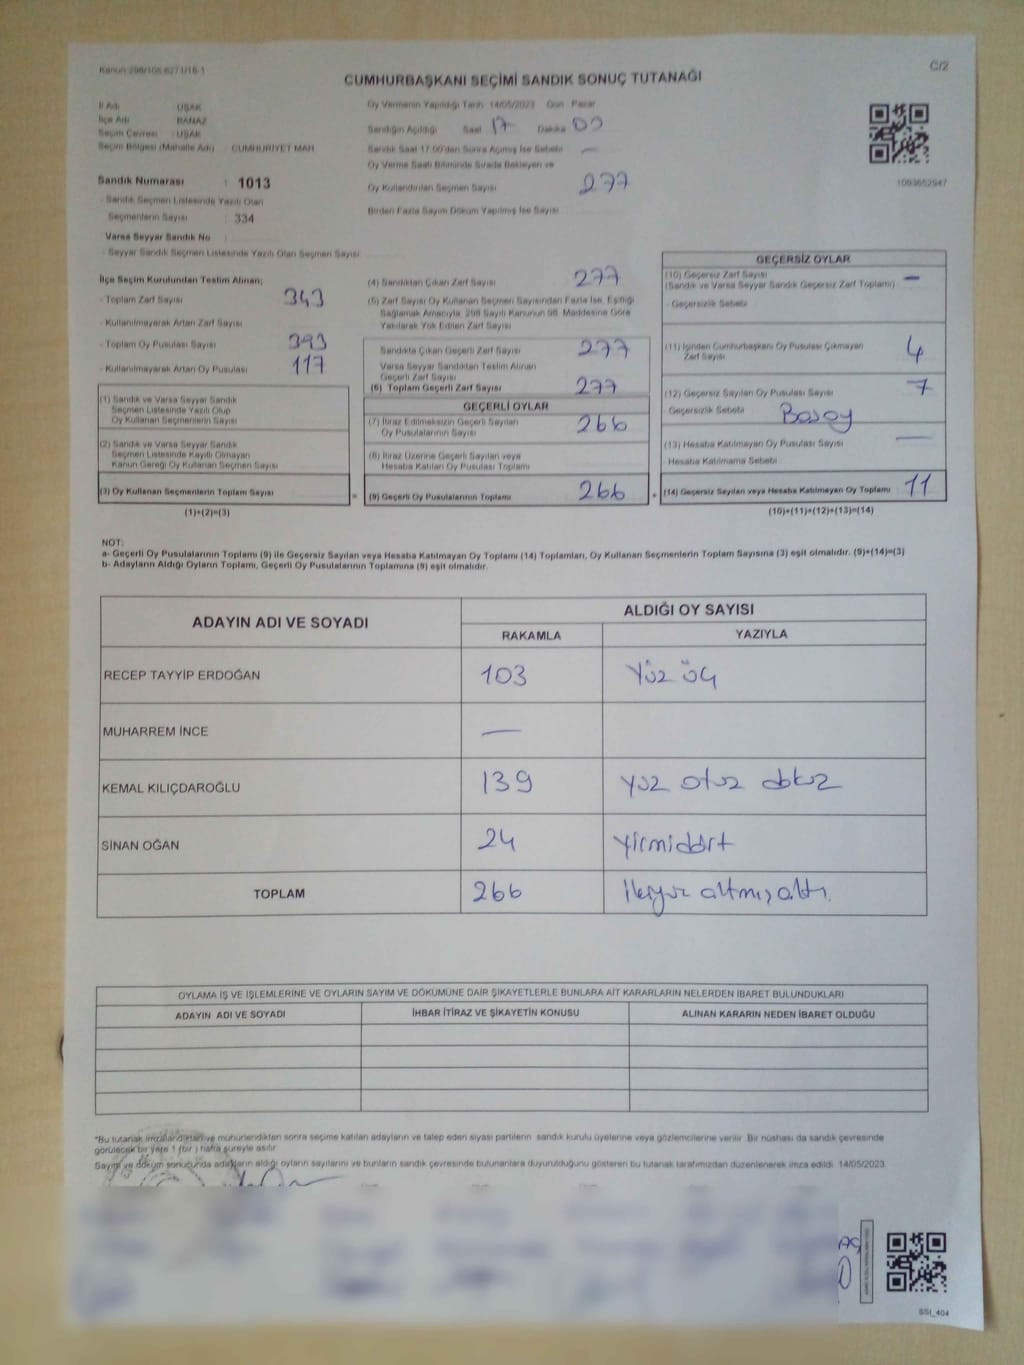 Kanun 298/105 6271/18-1
C/2
CUMHURBAŞKANI SEÇİMİ SANDIK SONUÇ TUTANAĞI
İl Adı : UŞAK
İlçe Adı : BANAZ
Seçim Çevresi : UŞAK
Seçim Bölgesi (Mahalle Adı) : CUMHURİYET MAH
Sandık Numarası : 1013
- Sandık Seçmen Listesinde Yazılı Olan
Seçmenlerin Sayısı : 334
Varsa Seyyar Sandık No
- Seyyar Sandık Seçmen Listesinde Yazılı Olan Seçmen Sayısı
Oy Vermenin Yapıldığı Tarih 14/05/2023 Gün Pazar
Sandığın Açıldığı Saat 17 Dakika 00
Sandık Saat 17:00'dan Sonra Açılmış İse Sebebi —
Oy Verme Saati Bitiminde Sırada Bekleyen ve
Oy Kullandırılan Seçmen Sayısı 277
Birden Fazla Sayım Döküm Yapılmış İse Sayısı
1093652947
İlçe Seçim Kurulundan Teslim Alınan;
- Toplam Zarf Sayısı 343
- Kullanılmayarak Artan Zarf Sayısı
- Toplam Oy Pusulası Sayısı 393
- Kullanılmayarak Artan Oy Pusulası 117
(1) Sandık ve Varsa Seyyar Sandık
Seçmen Listesinde Yazılı Olup
Oy Kullanan Seçmenlerin Sayısı
(2) Sandık ve Varsa Seyyar Sandık
Seçmen Listesinde Kayıtlı Olmayan
Kanun Gereği Oy Kullanan Seçmen Sayısı
(3) Oy Kullanan Seçmenlerin Toplam Sayısı =
(1)+(2)=(3)
(4) Sandıktan Çıkan Zarf Sayısı 277
(5) Zarf Sayısı Oy Kullanan Seçmen Sayısından Fazla İse, Eşitliği
Sağlamak Amacıyla, 298 Sayılı Kanunun 98. Maddesine Göre
Yakılarak Yok Edilen Zarf Sayısı
Sandıkta Çıkan Geçerli Zarf Sayısı 277
Varsa Seyyar Sandıktan Teslim Alınan
Geçerli Zarf Sayısı
(6) Toplam Geçerli Zarf Sayısı 277
GEÇERLİ OYLAR
(7) İtiraz Edilmeksizin Geçerli Sayılan
Oy Pusulalarının Sayısı 266
(8) İtiraz Üzerine Geçerli Sayılan veya
Hesaba Katılan Oy Pusulası Toplamı
(9) Geçerli Oy Pusulalarının Toplamı 266 +
GEÇERSİZ OYLAR
(10) Geçersiz Zarf Sayısı —
(Sandık ve Varsa Seyyar Sandık Geçersiz Zarf Toplamı)
- Geçersizlik Sebebi
(11) İçinden Cumhurbaşkanı Oy Pusulası Çıkmayan
Zarf Sayısı 4
(12) Geçersiz Sayılan Oy Pusulası Sayısı 7
Geçersizlik Sebebi
(13) Hesaba Katılmayan Oy Pusulası Sayısı —
Hesaba Katılmama Sebebi
(14) Geçersiz Sayılan veya Hesaba Katılmayan Oy Toplamı 11
(10)+(11)+(12)+(13)=(14)
NOT:
a- Geçerli Oy Pusulalarının Toplamı (9) ile Geçersiz Sayılan veya Hesaba Katılmayan Oy Toplamı (14) Toplamları, Oy Kullanan Seçmenlerin Toplam Sayısına (3) eşit olmalıdır. (9)+(14)=(3)
b- Adayların Aldığı Oyların Toplamı, Geçerli Oy Pusulalarının Toplamına (9) eşit olmalıdır.
ADAYIN ADI VE SOYADI
ALDIĞI OY SAYISI
RAKAMLA YAZIYLA
RECEP TAYYİP ERDOĞAN 103 Yüz üç
MUHARREM İNCE —
KEMAL KILIÇDAROĞLU 139 yüz otuz dokuz
SİNAN OĞAN 24 yirmidört
TOPLAM 266 ikiyüz altmış altı.
OYLAMA İŞ VE İŞLEMLERİNE VE OYLARIN SAYIM VE DÖKÜMÜNE DAİR ŞİKAYETLERLE BUNLARA AİT KARARLARIN NELERDEN İBARET BULUNDUKLARI
ADAYIN ADI VE SOYADI İHBAR İTİRAZ VE ŞİKAYETİN KONUSU ALINAN KARARIN NEDEN İBARET OLDUĞU
*Bu tutanak imzalandıktan ve mühürlendikten sonra seçime katılan adayların ve talep eden siyasi partilerin sandık kurulu üyelerine veya gözlemcilerine verilir. Bir nüshası da sandık çevresinde
görülecek bir yere 1 (bir ) hafta süreyle asılır.
Sayım ve döküm sonucunda adayların aldığı oyların sayılarını ve bunların sandık çevresinde bulunanlara duyurulduğunu gösteren bu tutanak tarafımızdan düzenlenerek imza edildi. 14/05/2023
SSİ_404